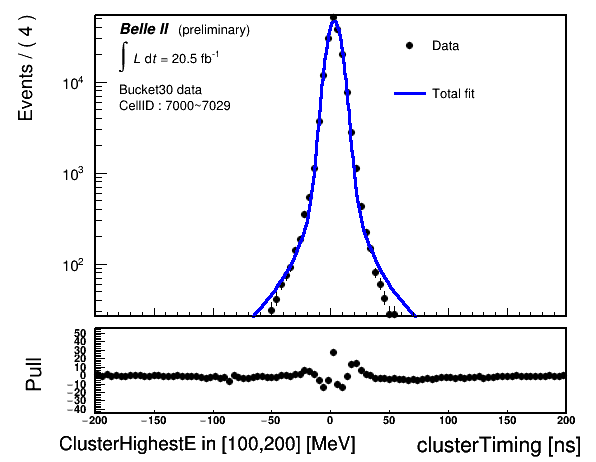 Belle II (preliminary)
∫ L dt = 20.5 fb⁻¹
Bucket30 data
CellID : 7000~7029
Data
Total fit
Events / ( 4 )
10⁴
10³
10²
Pull
50
40
30
20
10
0
−10
−20
−30
−40
−200 −150 −100 −50 0 50 100 150 200
ClusterHighestE in [100,200] [MeV] clusterTiming [ns]